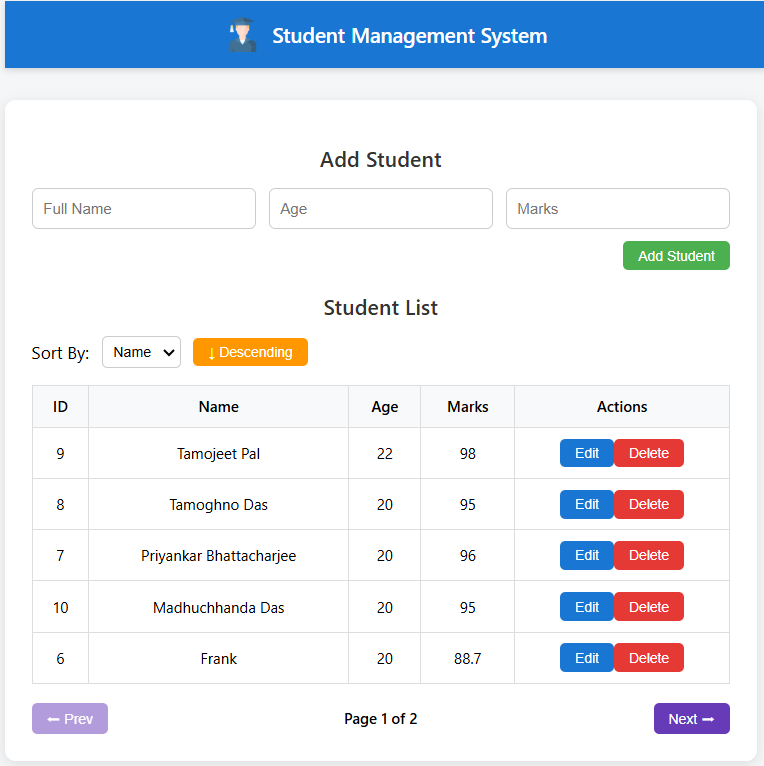 Student Management System
Add Student
Full Name Age Marks
Add Student
Student List
Sort By: Name ↓ Descending
ID Name Age Marks Actions
9 Tamojeet Pal 22 98 Edit Delete
8 Tamoghno Das 20 95 Edit Delete
7 Priyankar Bhattacharjee 20 96 Edit Delete
10 Madhuchhanda Das 20 95 Edit Delete
6 Frank 20 88.7 Edit Delete
← Prev Page 1 of 2 Next →